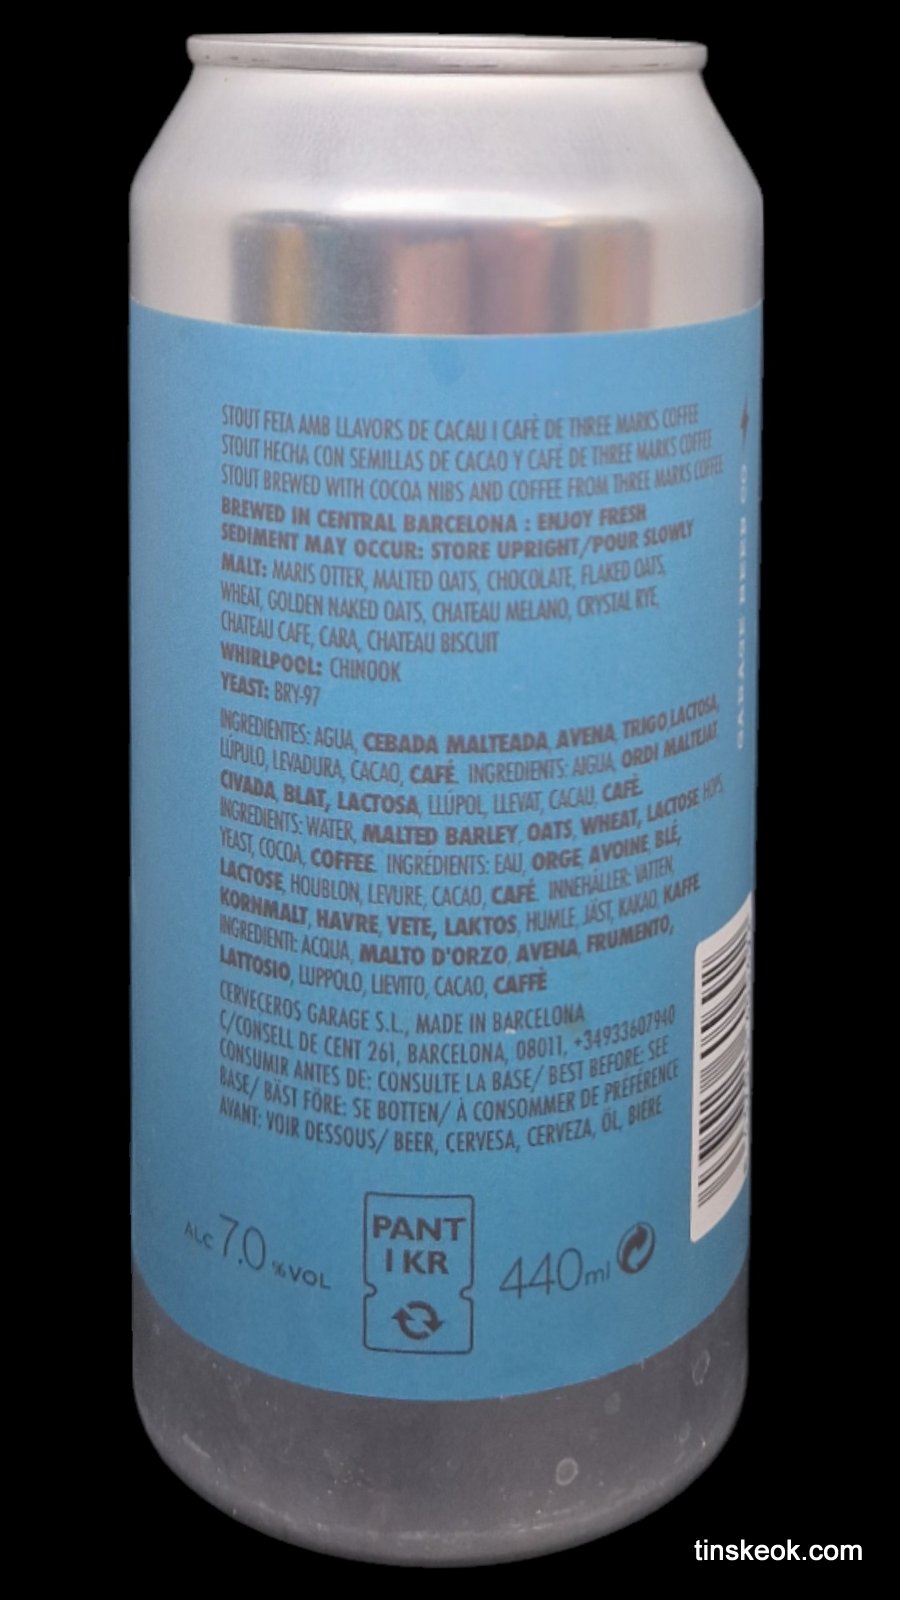 STOUT FETA AMB LLAVORS DE CACAU I CAFÈ DE THREE MARKS COFFEE
STOUT HECHA CON SEMILLAS DE CACAO Y CAFÉ DE THREE MARKS COFFEE
STOUT BREWED WITH COCOA NIBS AND COFFEE FROM THREE MARKS COFFEE
BREWED IN CENTRAL BARCELONA : ENJOY FRESH
SEDIMENT MAY OCCUR: STORE UPRIGHT/POUR SLOWLY
MALT: MARIS OTTER, MALTED OATS, CHOCOLATE, FLAKED OATS,
WHEAT, GOLDEN NAKED OATS, CHATEAU MELANO, CRYSTAL RYE,
CHATEAU CAFE, CARA, CHATEAU BISCUIT
WHIRLPOOL: CHINOOK
YEAST: BRY-97
INGREDIENTES: AGUA, CEBADA MALTEADA, AVENA, TRIGO, LACTOSA,
LÚPULO, LEVADURA, CACAO, CAFÉ. INGREDIENTS: AIGUA, ORDI MALTEJAT,
CIVADA, BLAT, LACTOSA, LLÚPOL, LLEVAT, CACAU, CAFÈ.
INGREDIENTS: WATER, MALTED BARLEY, OATS, WHEAT, LACTOSE, HOPS,
YEAST, COCOA, COFFEE. INGRÉDIENTS: EAU, ORGE, AVOINE, BLÉ,
LACTOSE, HOUBLON, LEVURE, CACAO, CAFÉ. INNEHÅLLER: VATTEN,
KORNMALT, HAVRE, VETE, LAKTOS, HUMLE, JÄST, KAKAO, KAFFE.
INGREDIENTI: ACQUA, MALTO D'ORZO, AVENA, FRUMENTO,
LATTOSIO, LUPPOLO, LIEVITO, CACAO, CAFFÈ
CERVECEROS GARAGE S.L., MADE IN BARCELONA
C/CONSELL DE CENT 261, BARCELONA, 08011, +34933607940
CONSUMIR ANTES DE: CONSULTE LA BASE/ BEST BEFORE: SEE
BASE/ BÄST FÖRE: SE BOTTEN/ À CONSOMMER DE PRÉFÉRENCE
AVANT: VOIR DESSOUS/ BEER, CERVESA, CERVEZA, ÖL, BIÈRE
ALC 7.0 %VOL
PANT
1 KR
440ml
GARAGE BEER CO
tinskeok.com